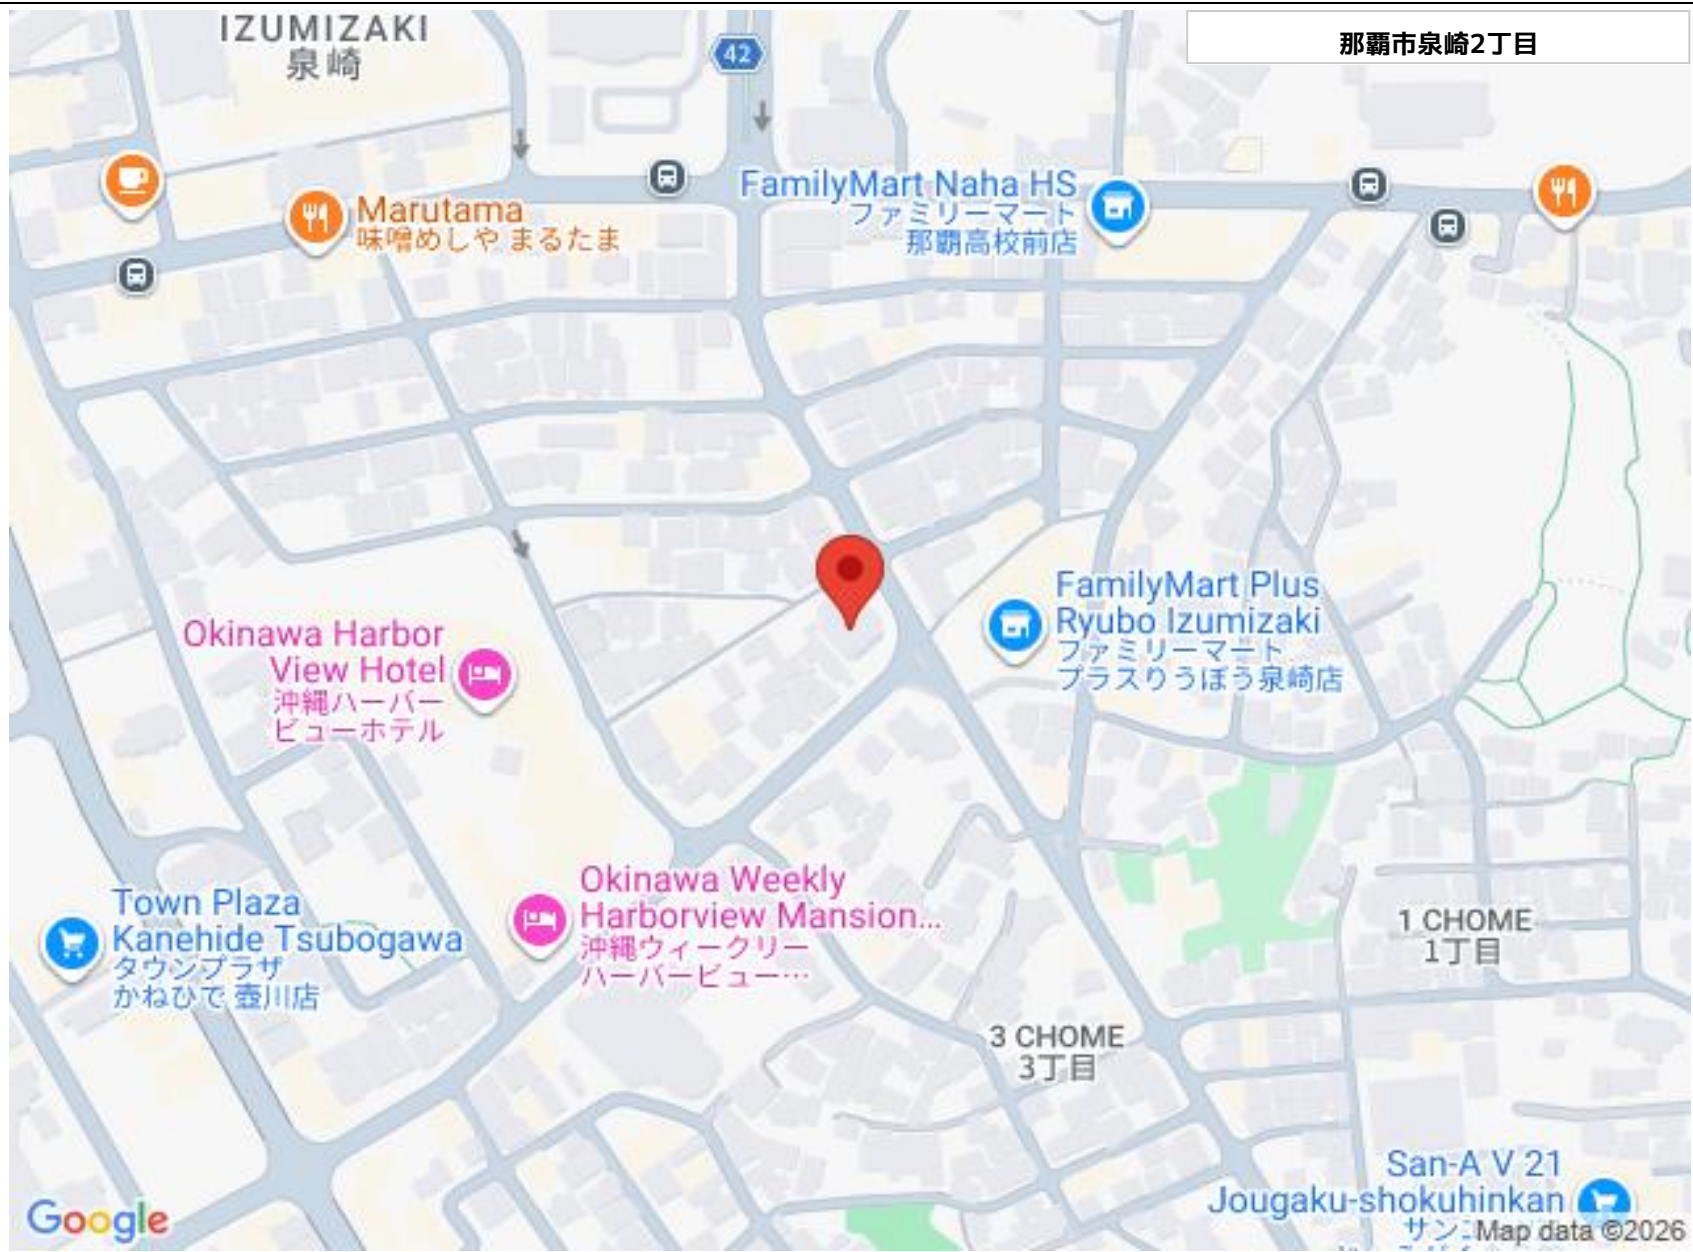 IZUMIZAKI
泉崎
42
那覇市泉崎2丁目
FamilyMart Naha HS
ファミリーマート
那覇高校前店
Marutama
味噌めしや まるたま
FamilyMart Plus
Ryubo Izumizaki
ファミリーマート
プラスりうぼう泉崎店
Okinawa Harbor
View Hotel
沖縄ハーバー
ビューホテル
Okinawa Weekly
Harborview Mansion...
沖縄ウィークリー
ハーバービュー…
Town Plaza
Kanehide Tsubogawa
タウンプラザ
かねひで 壺川店
1 CHOME
1丁目
3 CHOME
3丁目
San-A V 21
Jougaku-shokuhinkan
サン
Google
Map data ©2026